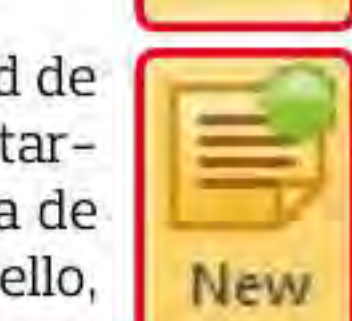 d de
tar-
a de
ello,
New